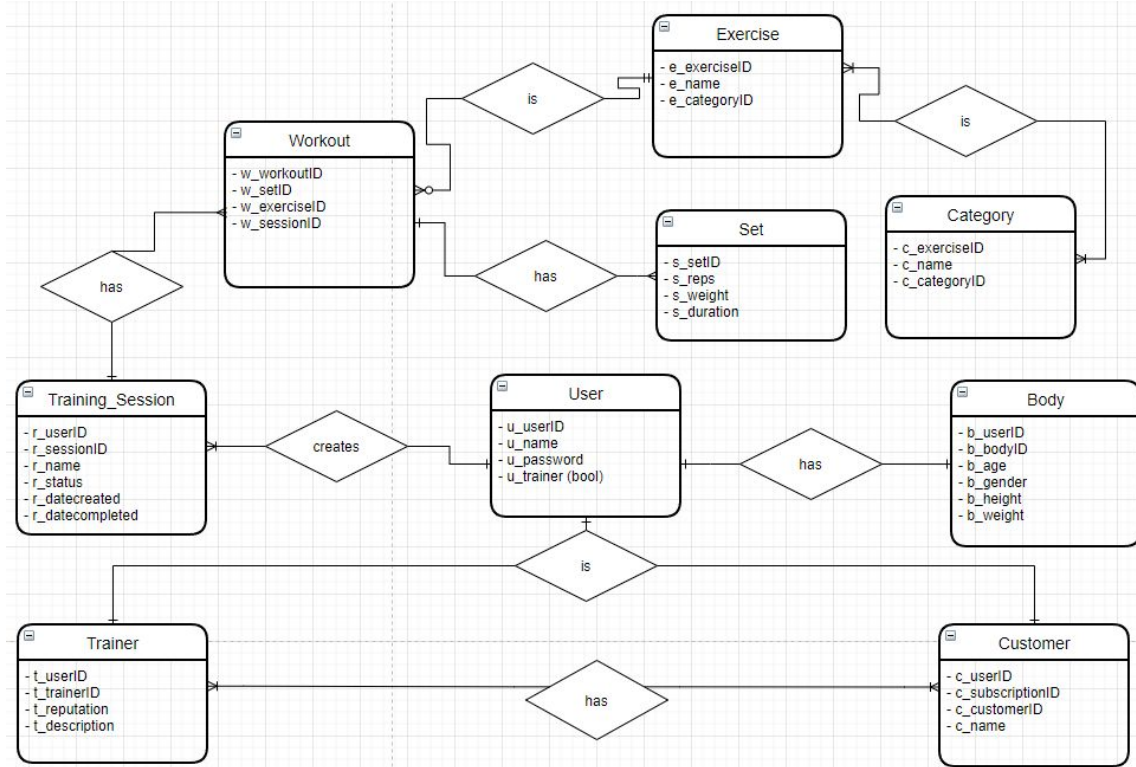 Exercise
- e_exerciseID
- e_name
- e_categoryID
is
is
Workout
- w_workoutID
- w_setID
- w_exerciseID
- w_sessionID
Category
- c_exerciseID
- c_name
- c_categoryID
Set
- s_setID
- s_reps
- s_weight
- s_duration
has
has
Training_Session
- r_userID
- r_sessionID
- r_name
- r_status
- r_datecreated
- r_datecompleted
creates
User
- u_userID
- u_name
- u_password
- u_trainer (bool)
has
Body
- b_userID
- b_bodyID
- b_age
- b_gender
- b_height
- b_weight
is
Trainer
- t_userID
- t_trainerID
- t_reputation
- t_description
has
Customer
- c_userID
- c_subscriptionID
- c_customerID
- c_name